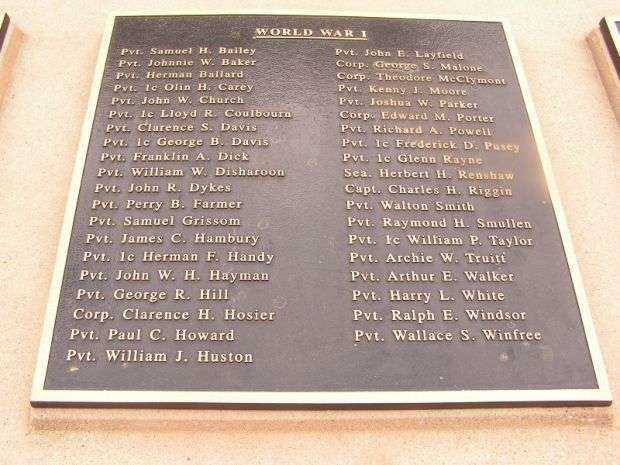 WORLD WAR I
Pvt. Samuel H. Bailey
Pvt. Johnnie W. Baker
Pvt. Herman Ballard
Pvt. 1c Olin H. Carey
Pvt. John W. Church
Pvt. 1c Lloyd R. Coulbourn
Pvt. Clarence S. Davis
Pvt. 1c George B. Davis
Pvt. Franklin A. Dick
Pvt. William W. Disharoon
Pvt. John R. Dykes
Pvt. Perry B. Farmer
Pvt. Samuel Grissom
Pvt. James C. Hambury
Pvt. 1c Herman F. Handy
Pvt. John W. H. Hayman
Pvt. George R. Hill
Corp. Clarence H. Hosier
Pvt. Paul C. Howard
Pvt. William J. Huston
Pvt. John E. Layfield
Corp. George S. Malone
Corp. Theodore McClymont
Pvt. Kenny J. Moore
Pvt. Joshua W. Parker
Corp. Edward M. Porter
Pvt. Richard A. Powell
Pvt. 1c Frederick D. Pusey
Pvt. 1c Glenn Rayne
Sea. Herbert H. Renshaw
Capt. Charles H. Riggin
Pvt. Walton Smith
Pvt. Raymond H. Smullen
Pvt. 1c William P. Taylor
Pvt. Archie W. Truitt
Pvt. Arthur E. Walker
Pvt. Harry L. White
Pvt. Ralph E. Windsor
Pvt. Wallace S. Winfree